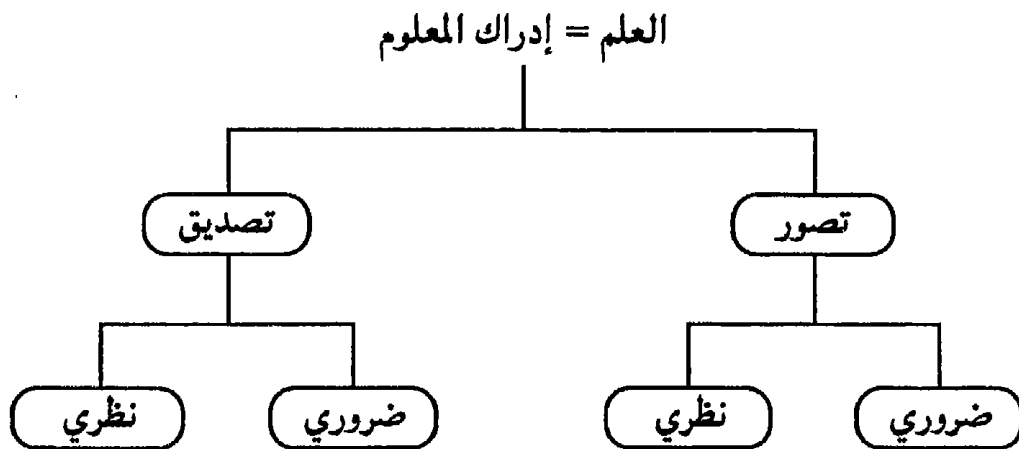 العلم = إدراك المعلوم
تصور تصديق
ضروري نظري ضروري نظري